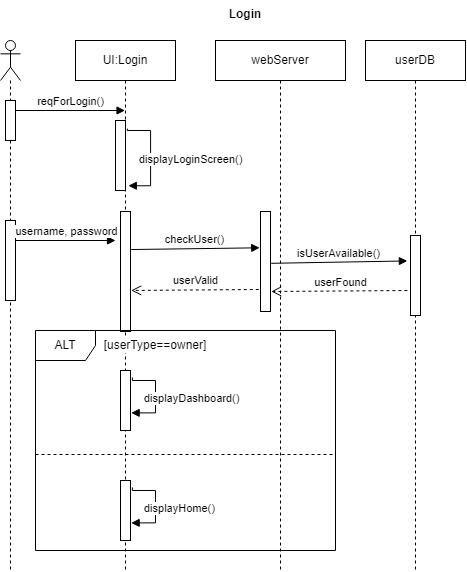 Login
UI:Login
webServer
userDB
reqForLogin()
displayLoginScreen()
username, password
checkUser()
isUserAvailable()
userValid
userFound
ALT
[userType==owner]
displayDashboard()
displayHome()